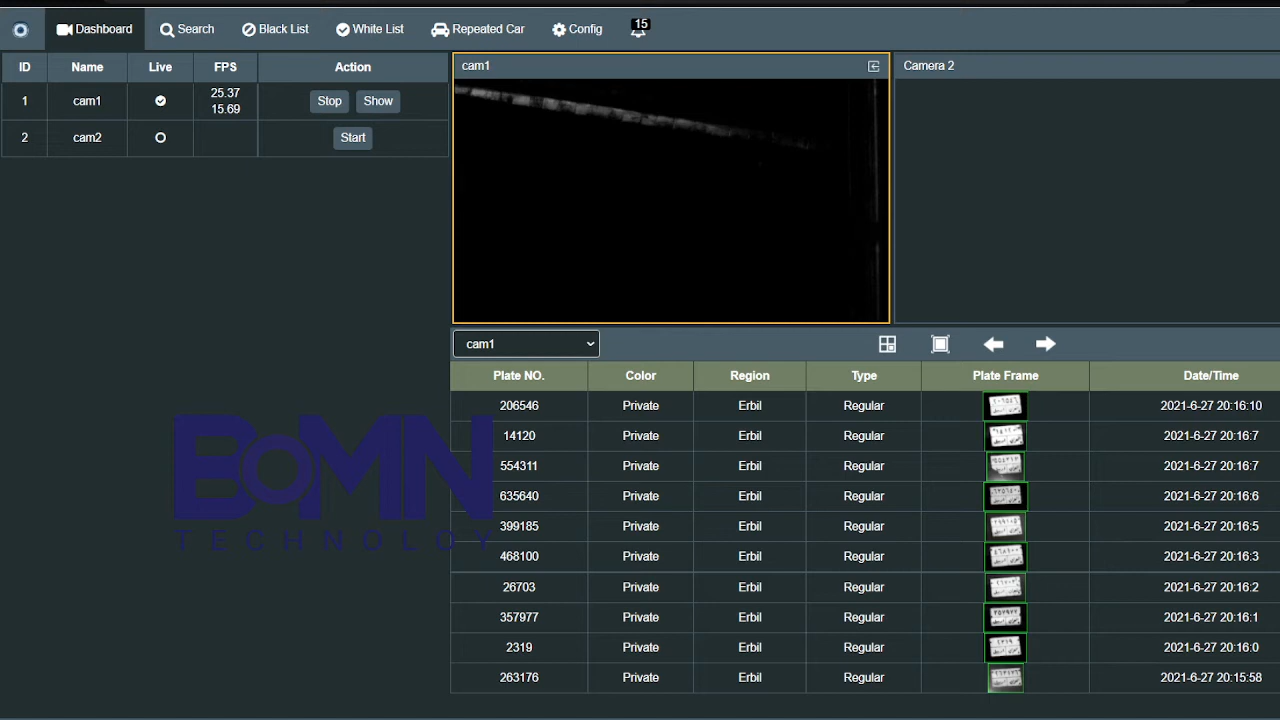 Dashboard Search Black List White List Repeated Car Config 15
ID Name Live FPS Action
1 cam1 25.37 15.69 Stop Show
2 cam2 Start
cam1
Camera 2
cam1
Plate NO. Color Region Type Plate Frame Date/Time
206546 Private Erbil Regular 2021-6-27 20:16:10
14120 Private Erbil Regular 2021-6-27 20:16:7
554311 Private Erbil Regular 2021-6-27 20:16:7
635640 Private Erbil Regular 2021-6-27 20:16:6
399185 Private Erbil Regular 2021-6-27 20:16:5
468100 Private Erbil Regular 2021-6-27 20:16:3
26703 Private Erbil Regular 2021-6-27 20:16:2
357977 Private Erbil Regular 2021-6-27 20:16:1
2319 Private Erbil Regular 2021-6-27 20:16:0
263176 Private Erbil Regular 2021-6-27 20:15:58
BCMN
TECHNOLOY